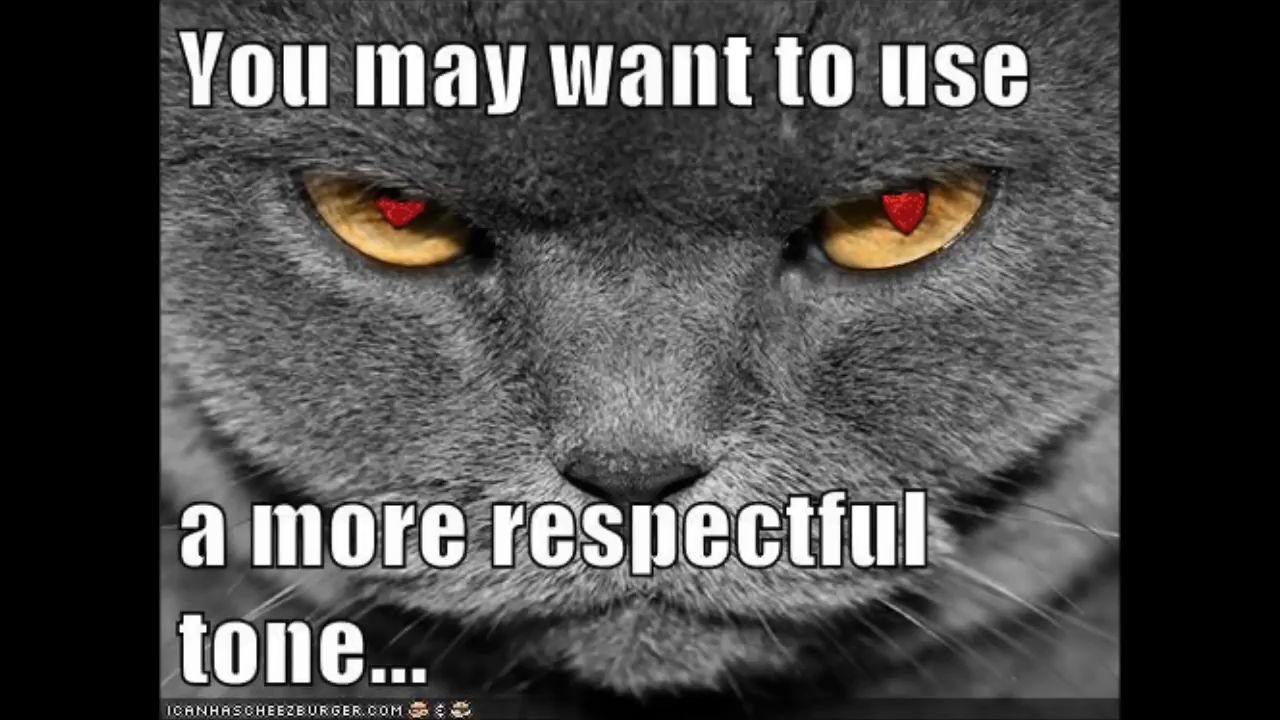 You may want to use
a more respectful
tone...
ICANHASCHEEZBURGER.COM